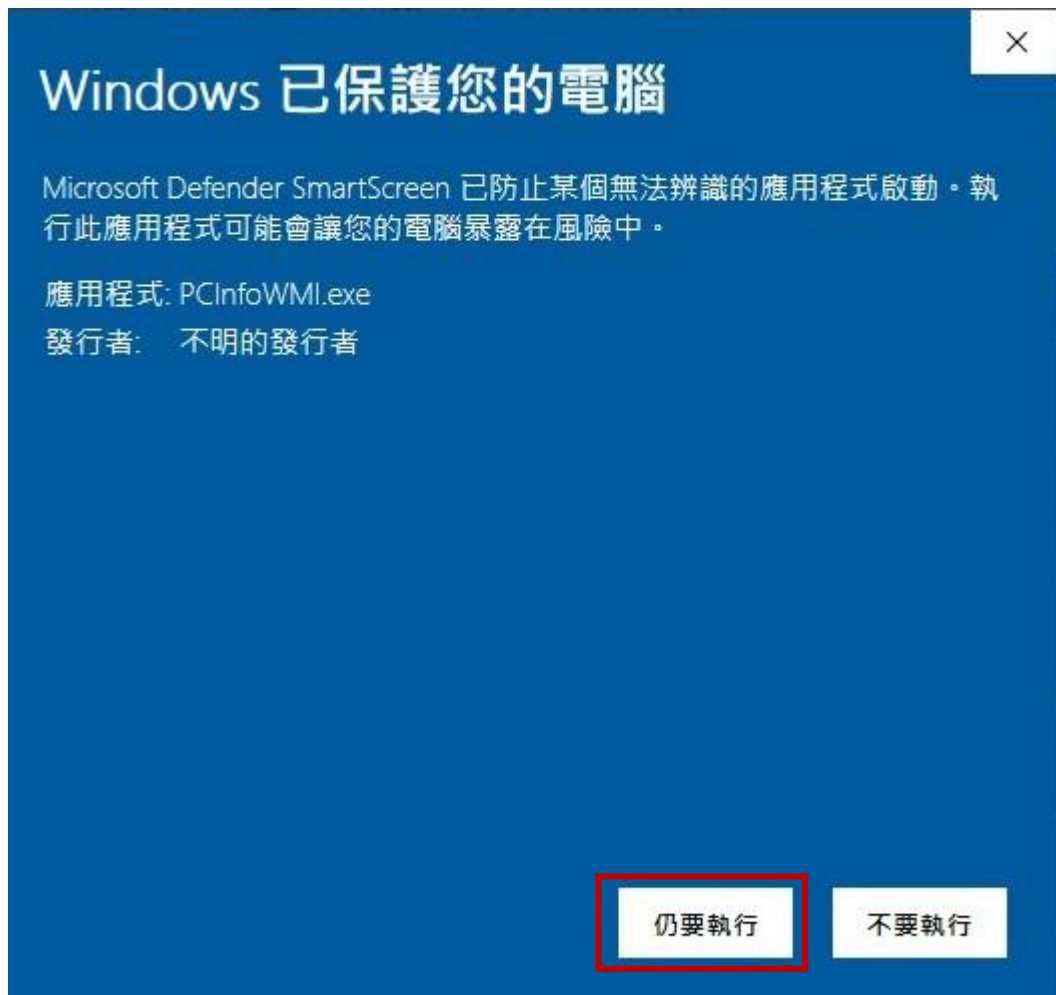 Windows 已保護您的電腦
Microsoft Defender SmartScreen 已防止某個無法辨識的應用程式啟動。執
行此應用程式可能會讓您的電腦暴露在風險中。
應用程式: PCInfoWMI.exe
發行者: 不明的發行者
仍要執行 不要執行